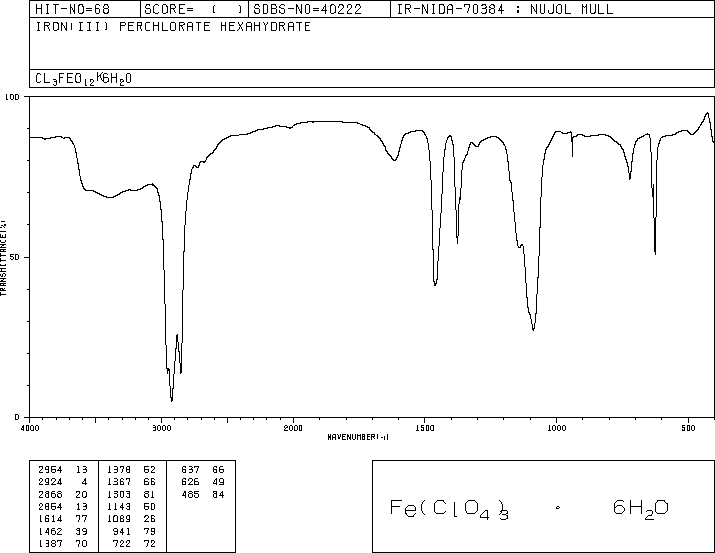 HIT-NO=68 SCORE= ( ) SDBS-NO=40222 IR-NIDA-70384 : NUJOL MULL
IRON(III) PERCHLORATE HEXAHYDRATE
CL3FEO12*6H2O
100
50
0
TRANSMITTANCE(%)
4000 3000 2000 1500 1000 500
WAVENUMBER(-1)
2954 13 1378 52 637 66
2924 4 1367 66 626 49
2868 20 1303 81 485 84
2854 13 1143 50
1614 77 1089 26
1462 39 941 79
1387 70 722 72
Fe(ClO4)3 · 6H2O